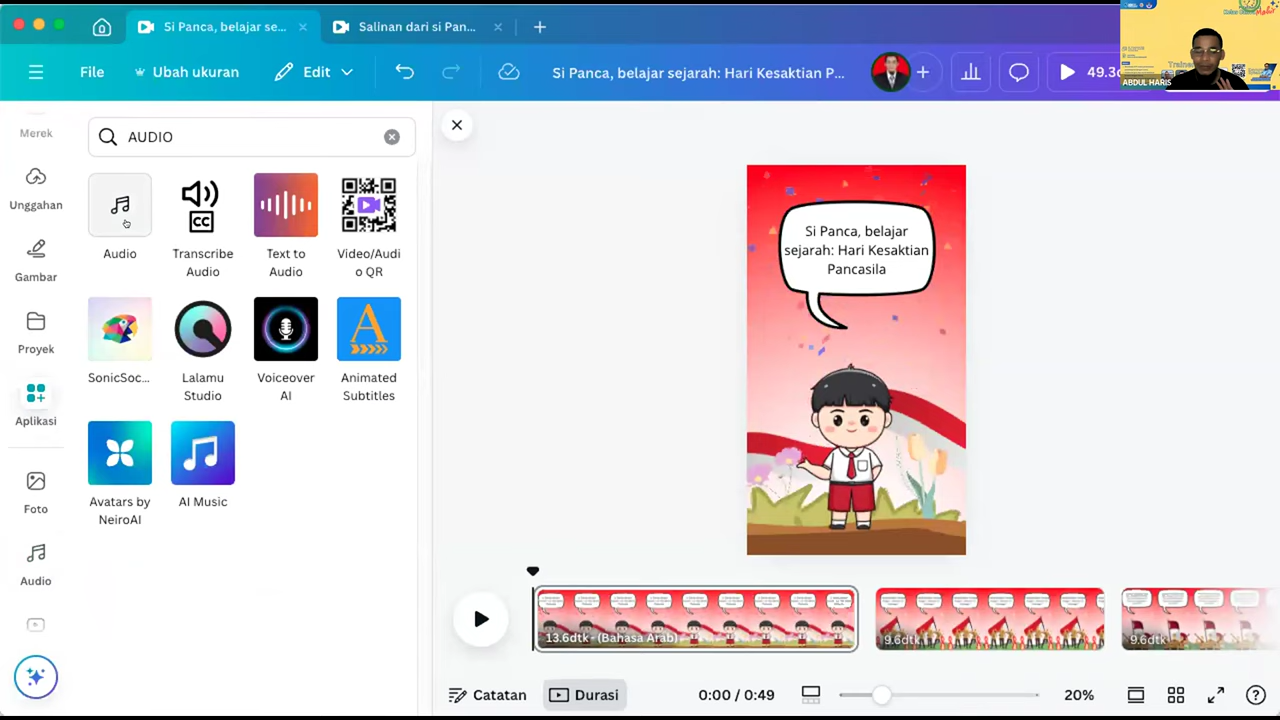 Si Panca, belajar se...
Salinan dari si Pan...
File
Ubah ukuran
Edit
Si Panca, belajar sejarah: Hari Kesaktian P...
49.3
ABDUL HARIS
Merek
Unggahan
Gambar
Proyek
Aplikasi
Foto
Audio
AUDIO
Audio
Transcribe
Audio
Text to
Audio
Video/Audi
o QR
SonicSoc...
Lalamu
Studio
Voiceover
AI
Animated
Subtitles
Avatars by
NeiroAI
AI Music
Si Panca, belajar
sejarah: Hari Kesaktian
Pancasila
13.6dtk - (Bahasa Arab)
9.6dtk
9.6dtk
Catatan
Durasi
0:00 / 0:49
20%